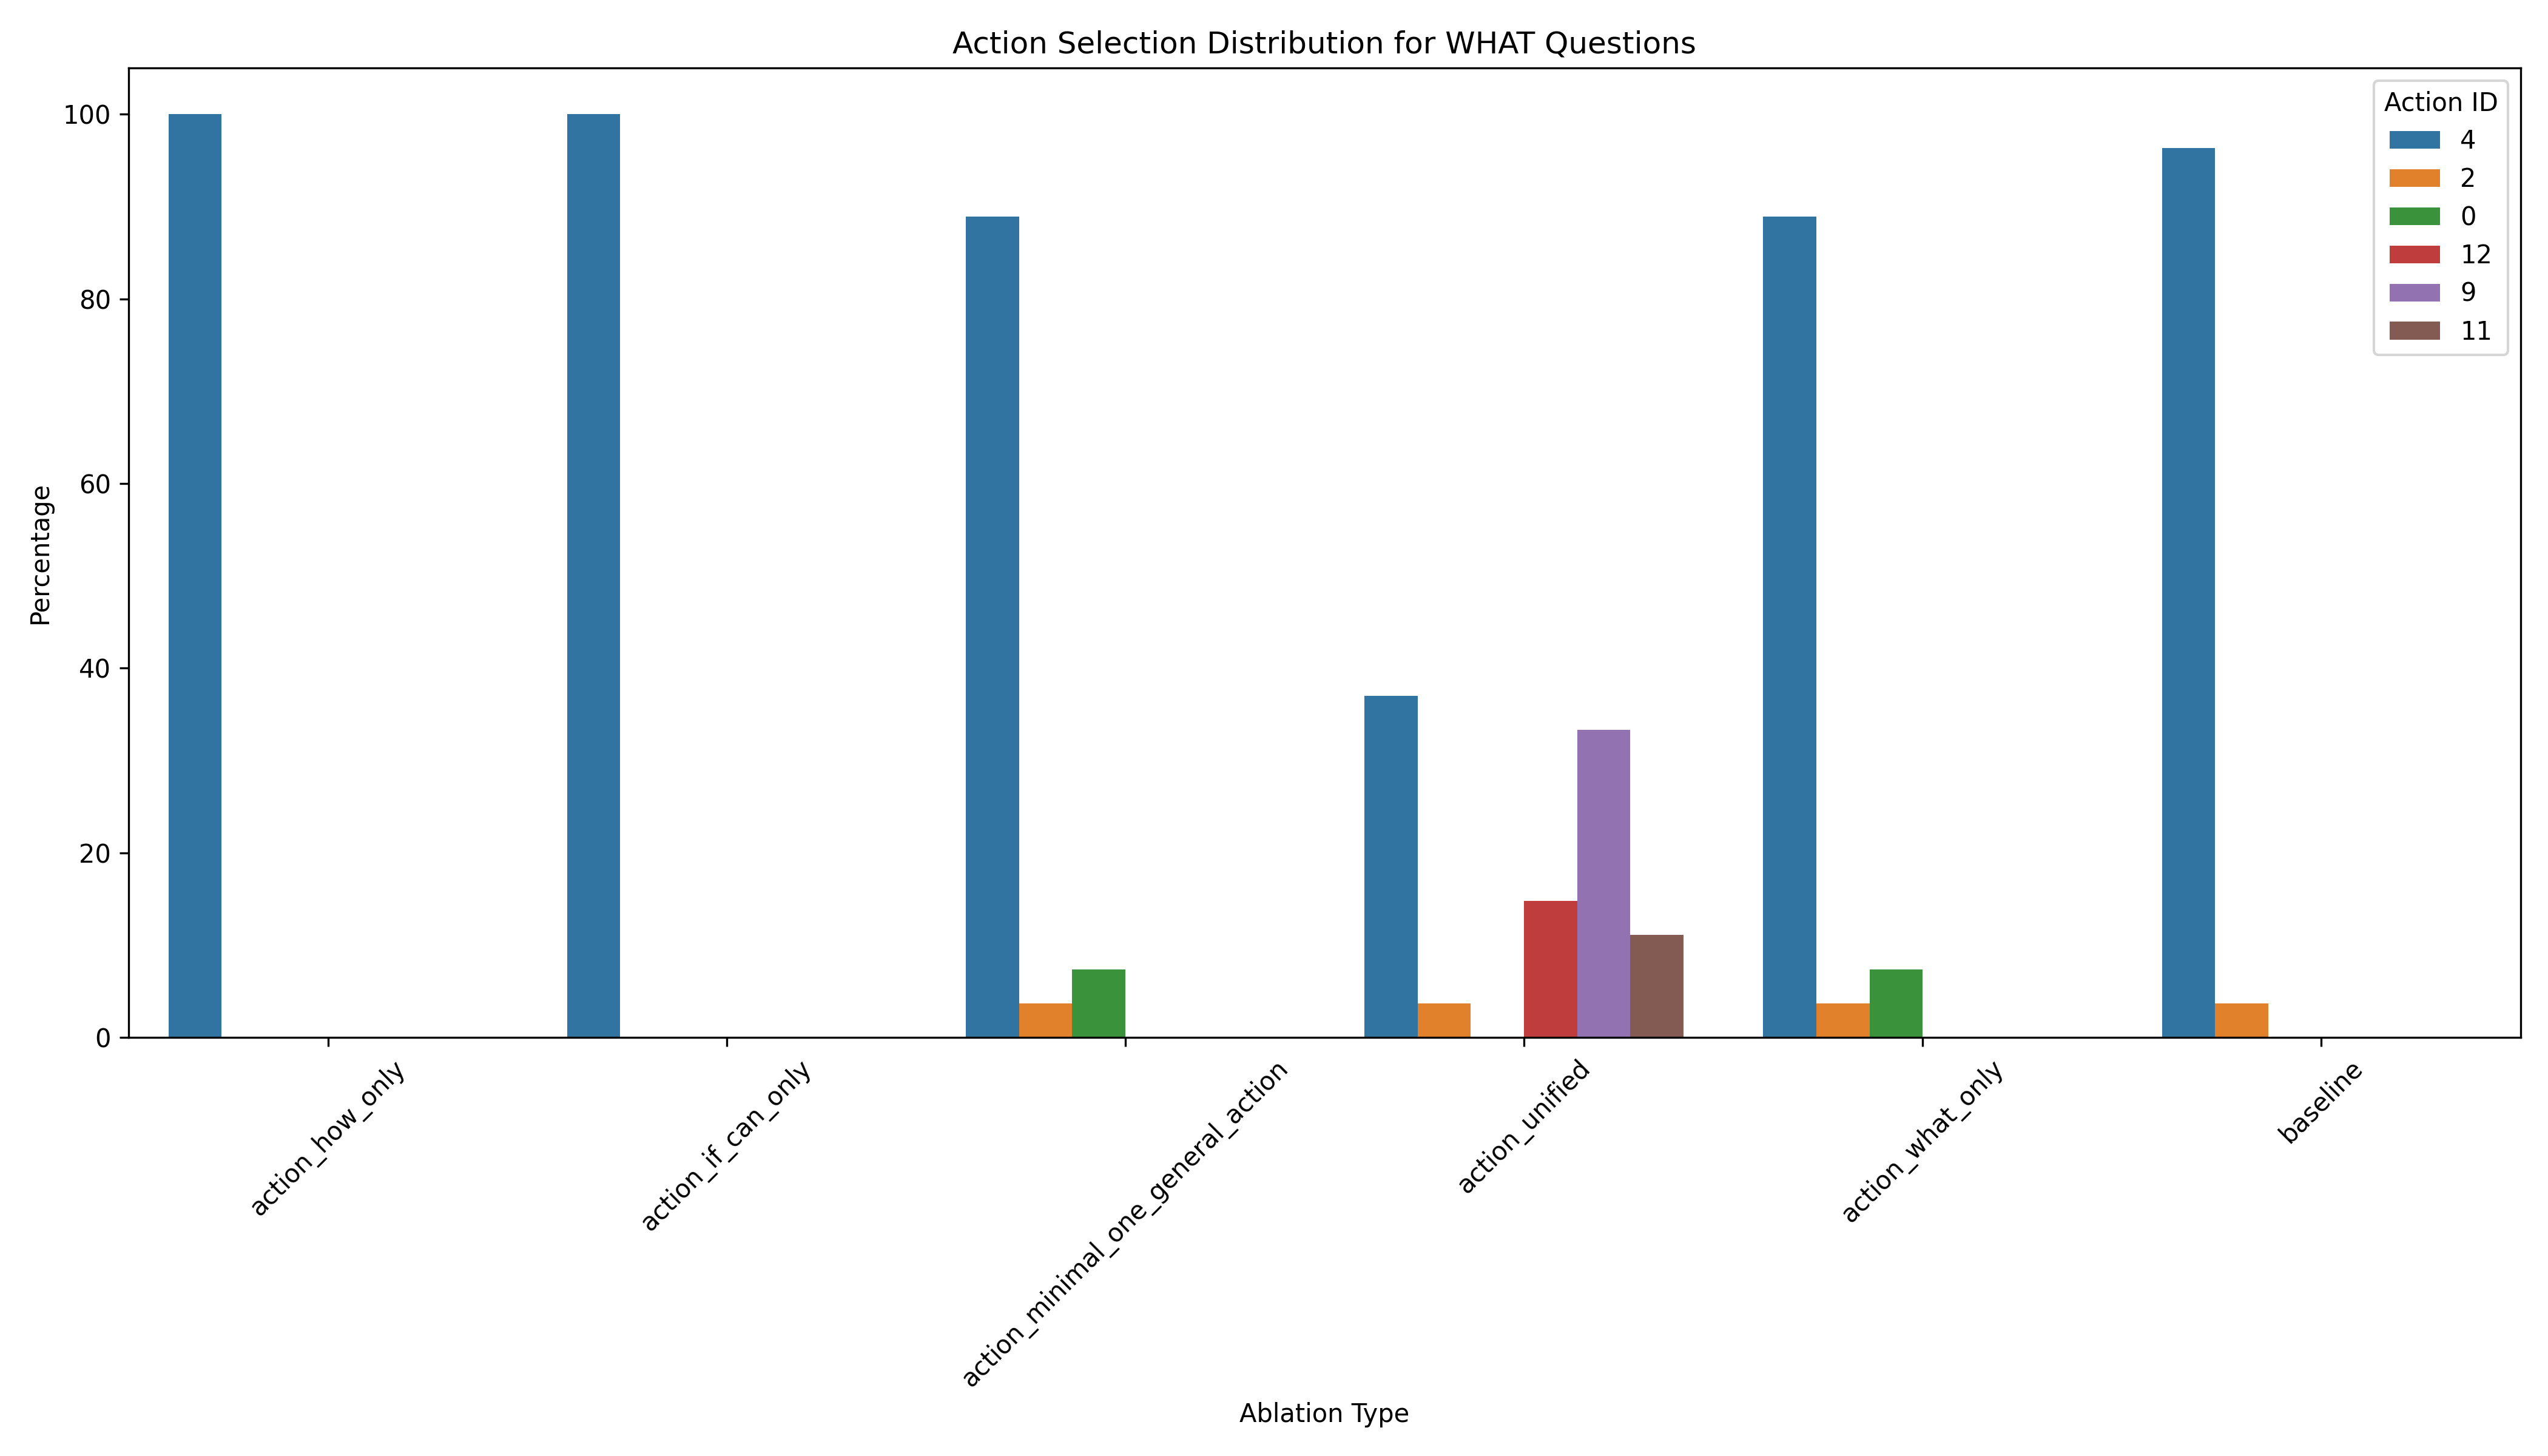 Action Selection Distribution for WHAT Questions
Action ID
4
2
0
12
9
11
Percentage
100
80
60
40
20
0
action_how_only
action_if_can_only
action_minimal_one_general_action
action_unified
action_what_only
baseline
Ablation Type